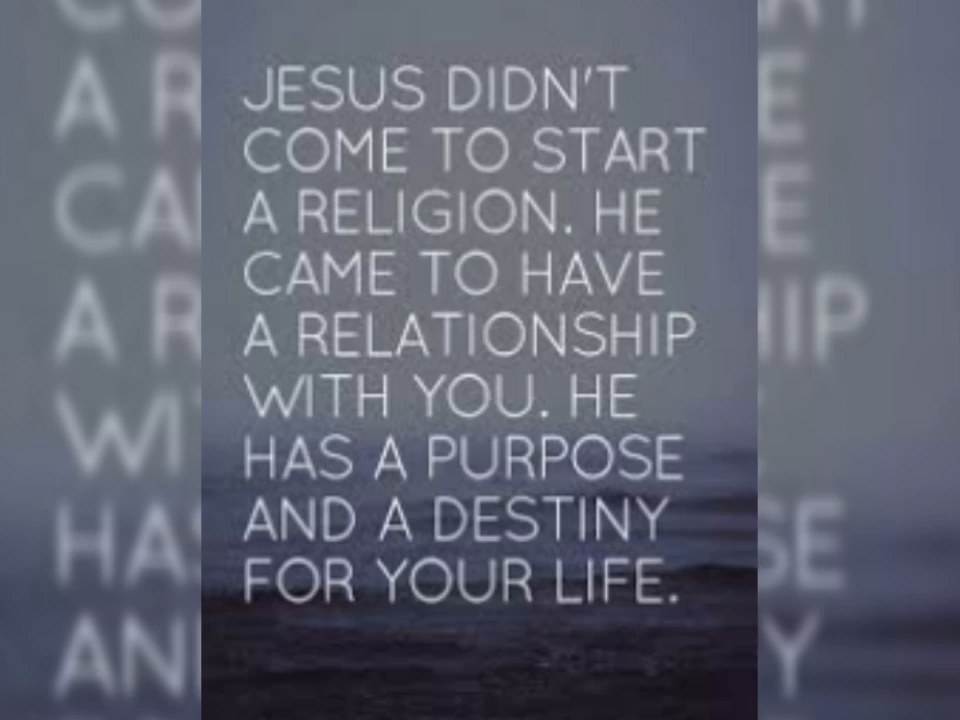 JESUS DIDN'T
COME TO START
A RELIGION. HE
CAME TO HAVE
A RELATIONSHIP
WITH YOU. HE
HAS A PURPOSE
AND A DESTINY
FOR YOUR LIFE.